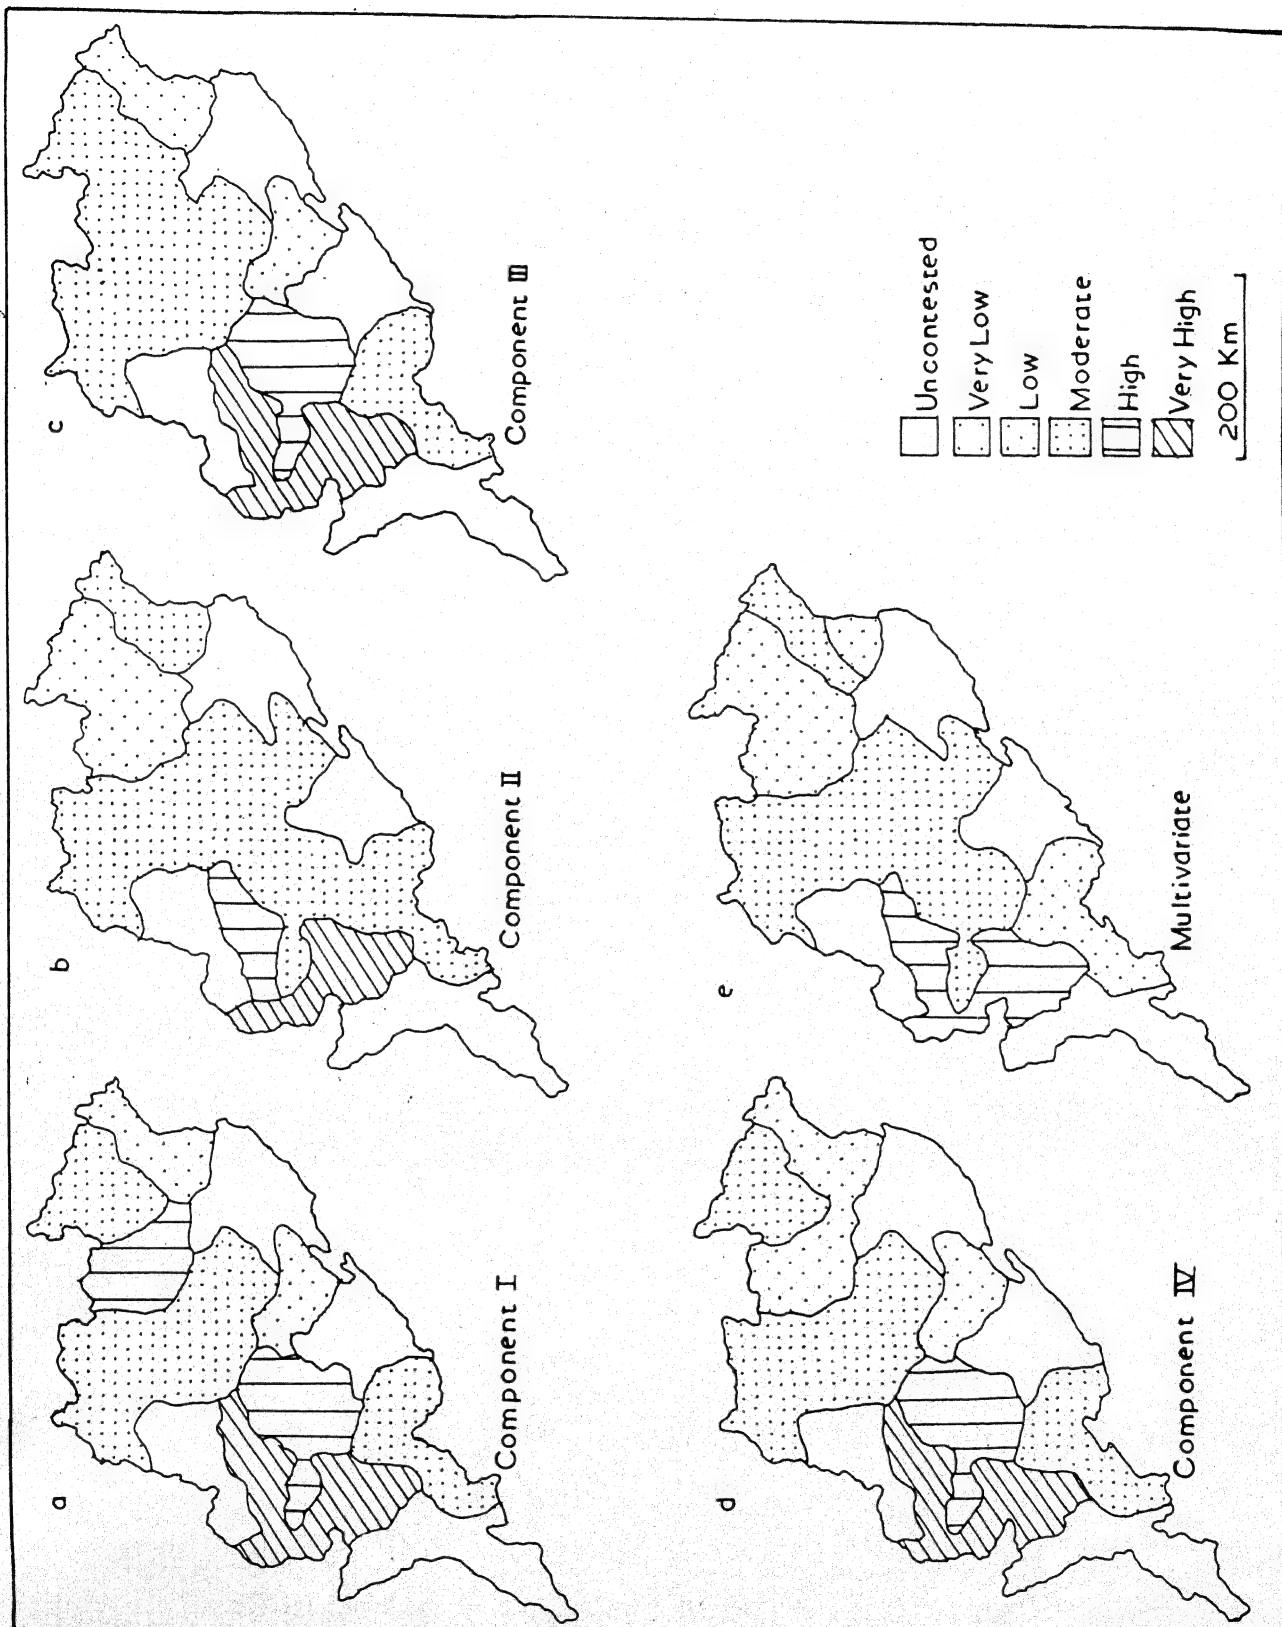 a
Component I
b
Component II
c
Component III
d
Component IV
e
Multivariate
Uncontested
Very Low
Low
Moderate
High
Very High
200 Km